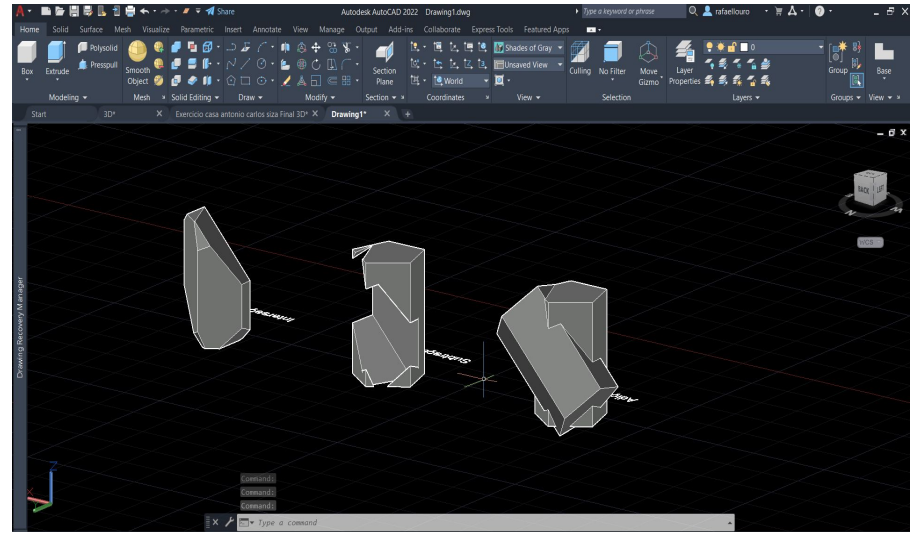 Share
Autodesk AutoCAD 2022 Drawing1.dwg
Type a keyword or phrase
rafaellouro
Home Solid Surface Mesh Visualize Parametric Insert Annotate View Manage Output Add-ins Collaborate Express Tools Featured Apps
Box
Extrude
Polysolid
Presspull
Smooth
Object
Section
Plane
World
Shades of Gray
Unsaved View
Culling
No Filter
Move
Gizmo
Layer
Properties
0
Group
Base
Modeling Mesh Solid Editing Draw Modify Section Coordinates View Selection Layers Groups View
Start 3D* Exercicio casa antonio carlos siza Final 3D* Drawing1*
BACK LEFT
N W
WCS
Drawing Recovery Manager
Z
Command:
Command:
Command:
Type a command